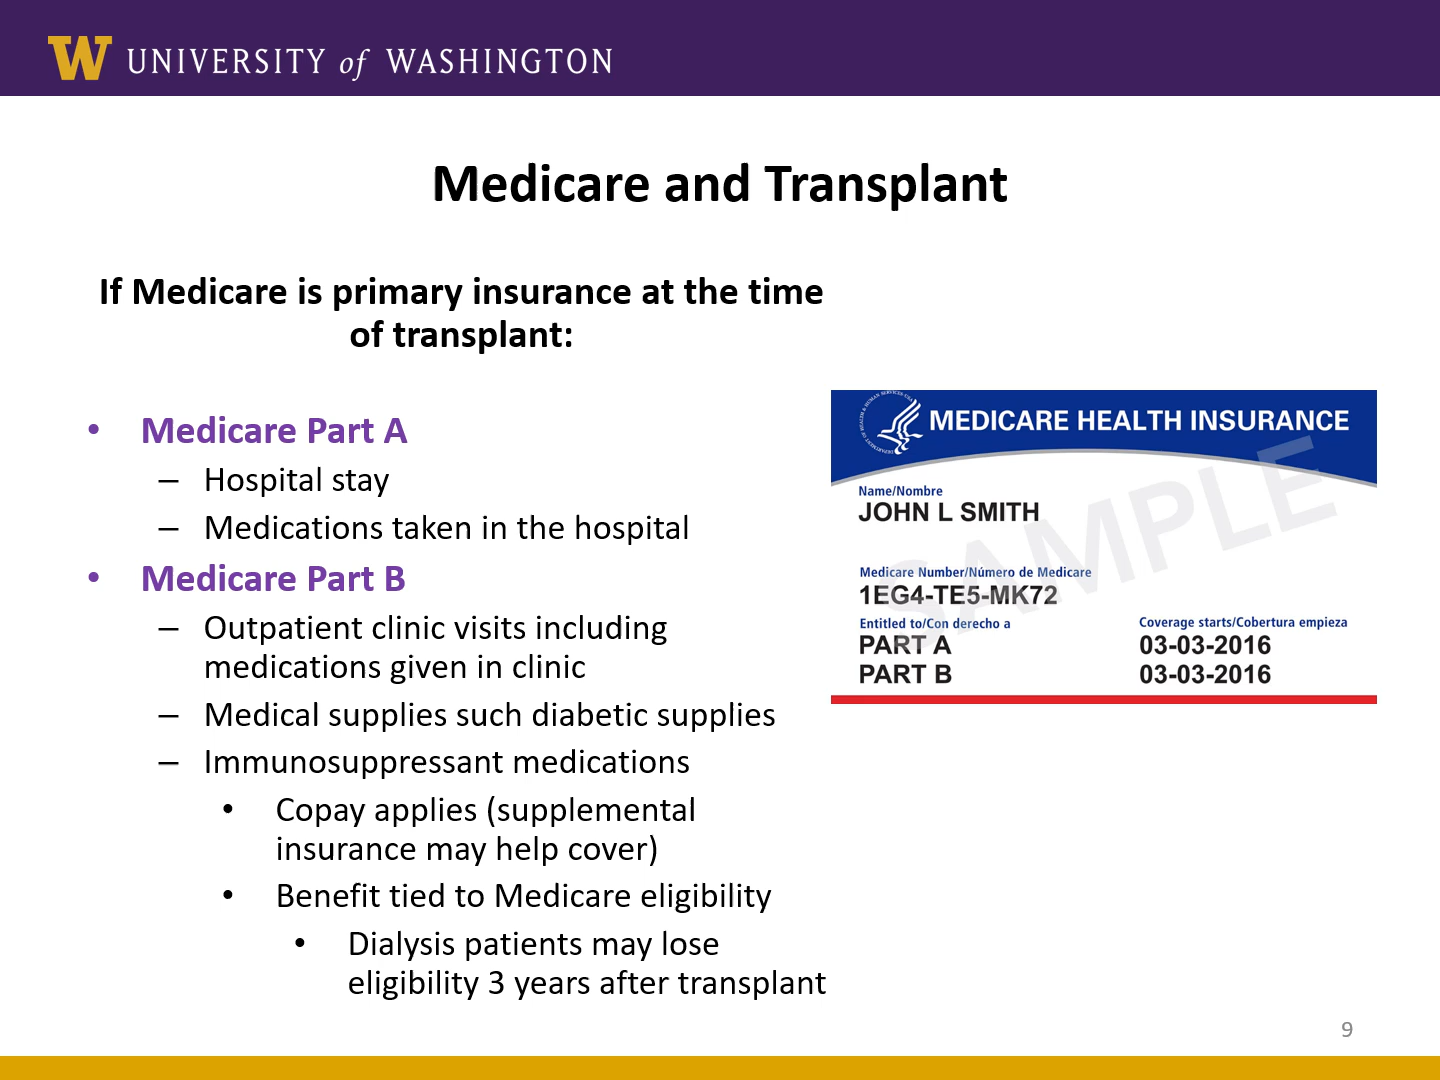 W UNIVERSITY of WASHINGTON
Medicare and Transplant
If Medicare is primary insurance at the time
of transplant:
• Medicare Part A
– Hospital stay
– Medications taken in the hospital
• Medicare Part B
– Outpatient clinic visits including
medications given in clinic
– Medical supplies such diabetic supplies
– Immunosuppressant medications
• Copay applies (supplemental
insurance may help cover)
• Benefit tied to Medicare eligibility
• Dialysis patients may lose
eligibility 3 years after transplant
MEDICARE HEALTH INSURANCE
Name/Nombre
JOHN L SMITH
Medicare Number/Número de Medicare
1EG4-TE5-MK72
Entitled to/Con derecho a
Coverage starts/Cobertura empieza
PART A
03-03-2016
PART B
03-03-2016
SAMPLE
9